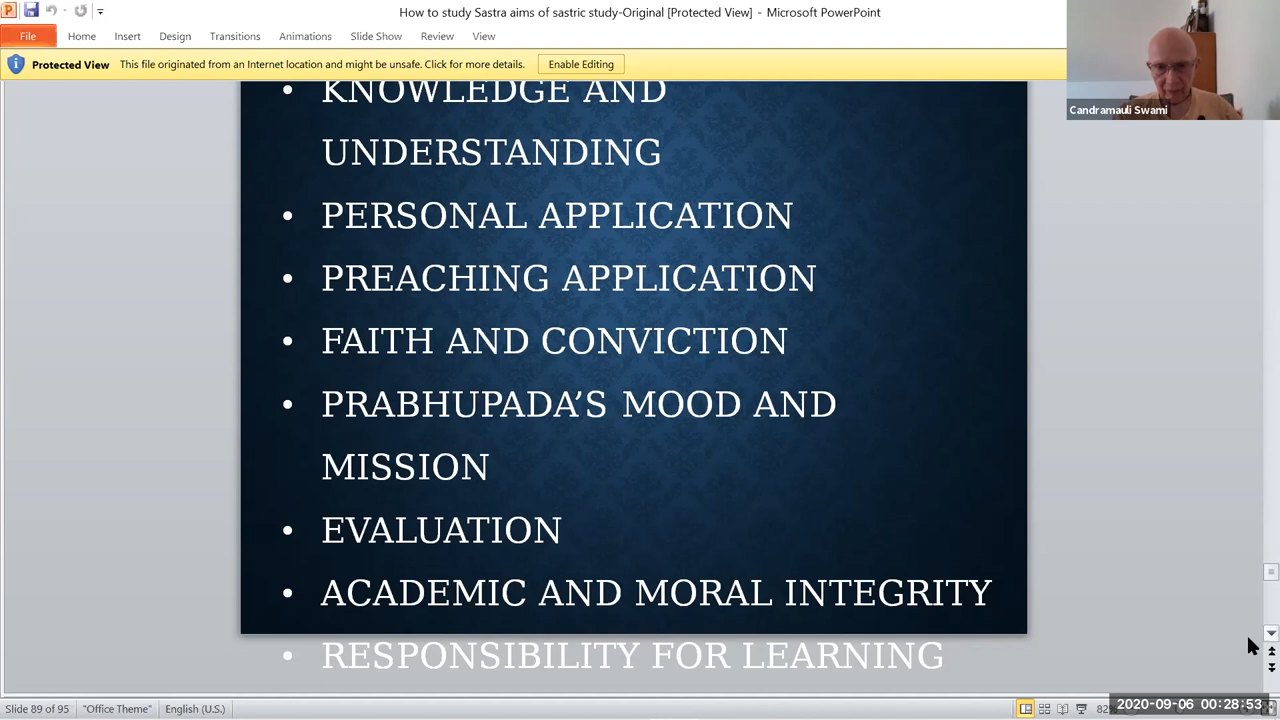 How to study Sastra aims of sastric study-Original [Protected View] - Microsoft PowerPoint
File Home Insert Design Transitions Animations Slide Show Review View
Protected View This file originated from an Internet location and might be unsafe. Click for more details. Enable Editing
Candramauli Swami
• KNOWLEDGE AND
UNDERSTANDING
• PERSONAL APPLICATION
• PREACHING APPLICATION
• FAITH AND CONVICTION
• PRABHUPADA’S MOOD AND
MISSION
• EVALUATION
• ACADEMIC AND MORAL INTEGRITY
• RESPONSIBILITY FOR LEARNING
Slide 89 of 95 "Office Theme" English (U.S.)
2020-09-06 00:28:53